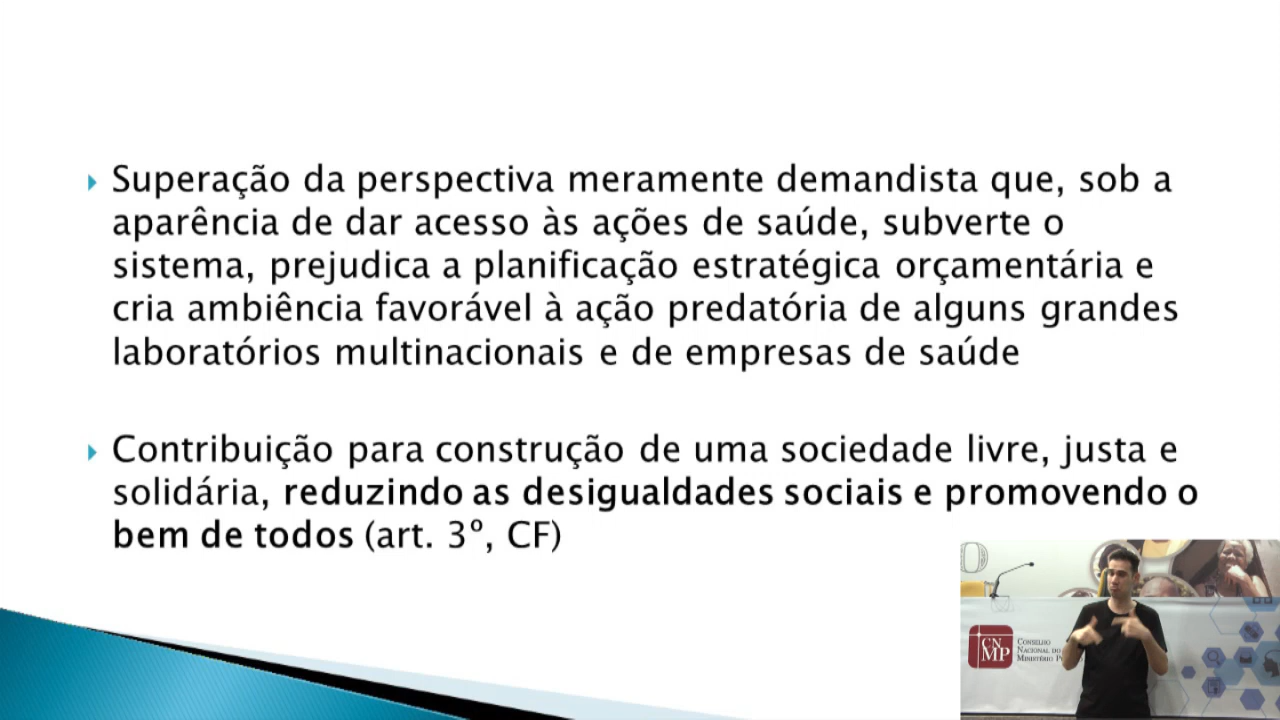 Superação da perspectiva meramente demandista que, sob a
aparência de dar acesso às ações de saúde, subverte o
sistema, prejudica a planificação estratégica orçamentária e
cria ambiência favorável à ação predatória de alguns grandes
laboratórios multinacionais e de empresas de saúde
Contribuição para construção de uma sociedade livre, justa e
solidária, reduzindo as desigualdades sociais e promovendo o
bem de todos (art. 3º, CF)
CN
MP
CONSELHO
NACIONAL DO
MINISTÉRIO